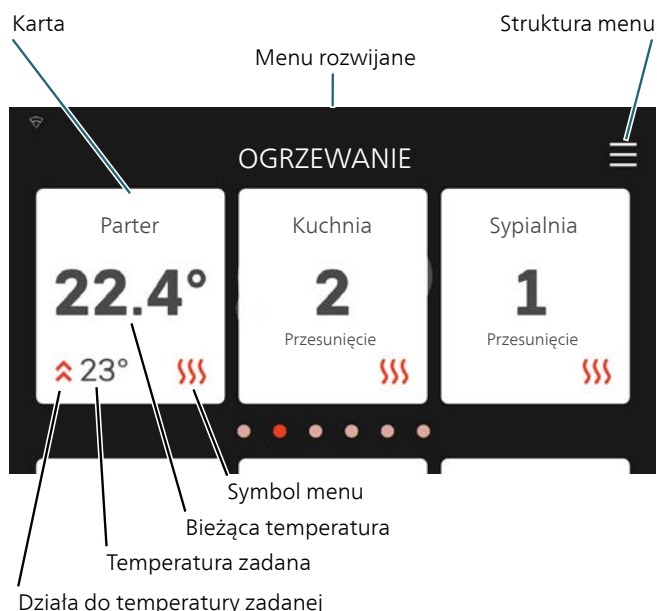 Karta
Struktura menu
Menu rozwijane
OGRZEWANIE
Parter
Kuchnia
Sypialnia
22.4°
2
1
Przesunięcie
Przesunięcie
23°
Symbol menu
Bieżąca temperatura
Temperatura zadana
Działa do temperatury zadanej